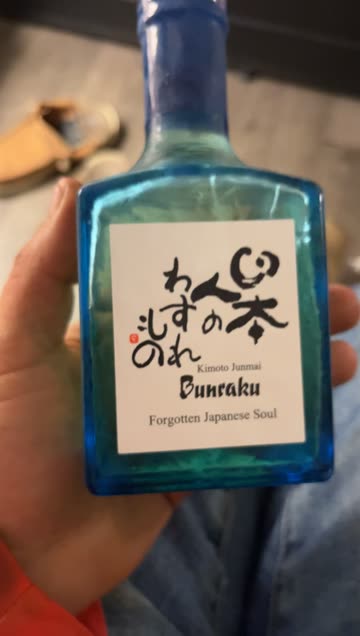 日本
人の
わすれ
もの
Kimoto Junmai
Bunraku
Forgotten Japanese Soul